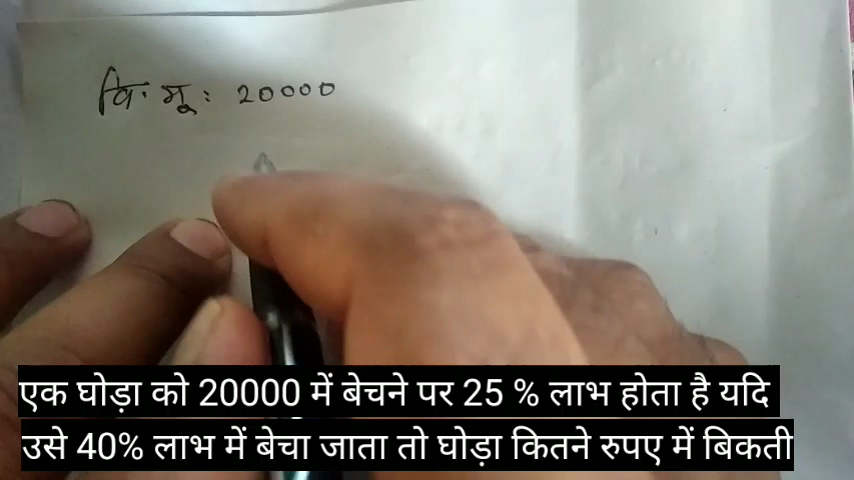 वि. मू: 20000
एक घोड़ा को 20000 में बेचने पर 25 % लाभ होता है यदि
उसे 40% लाभ में बेचा जाता तो घोड़ा कितने रुपए में बिकती